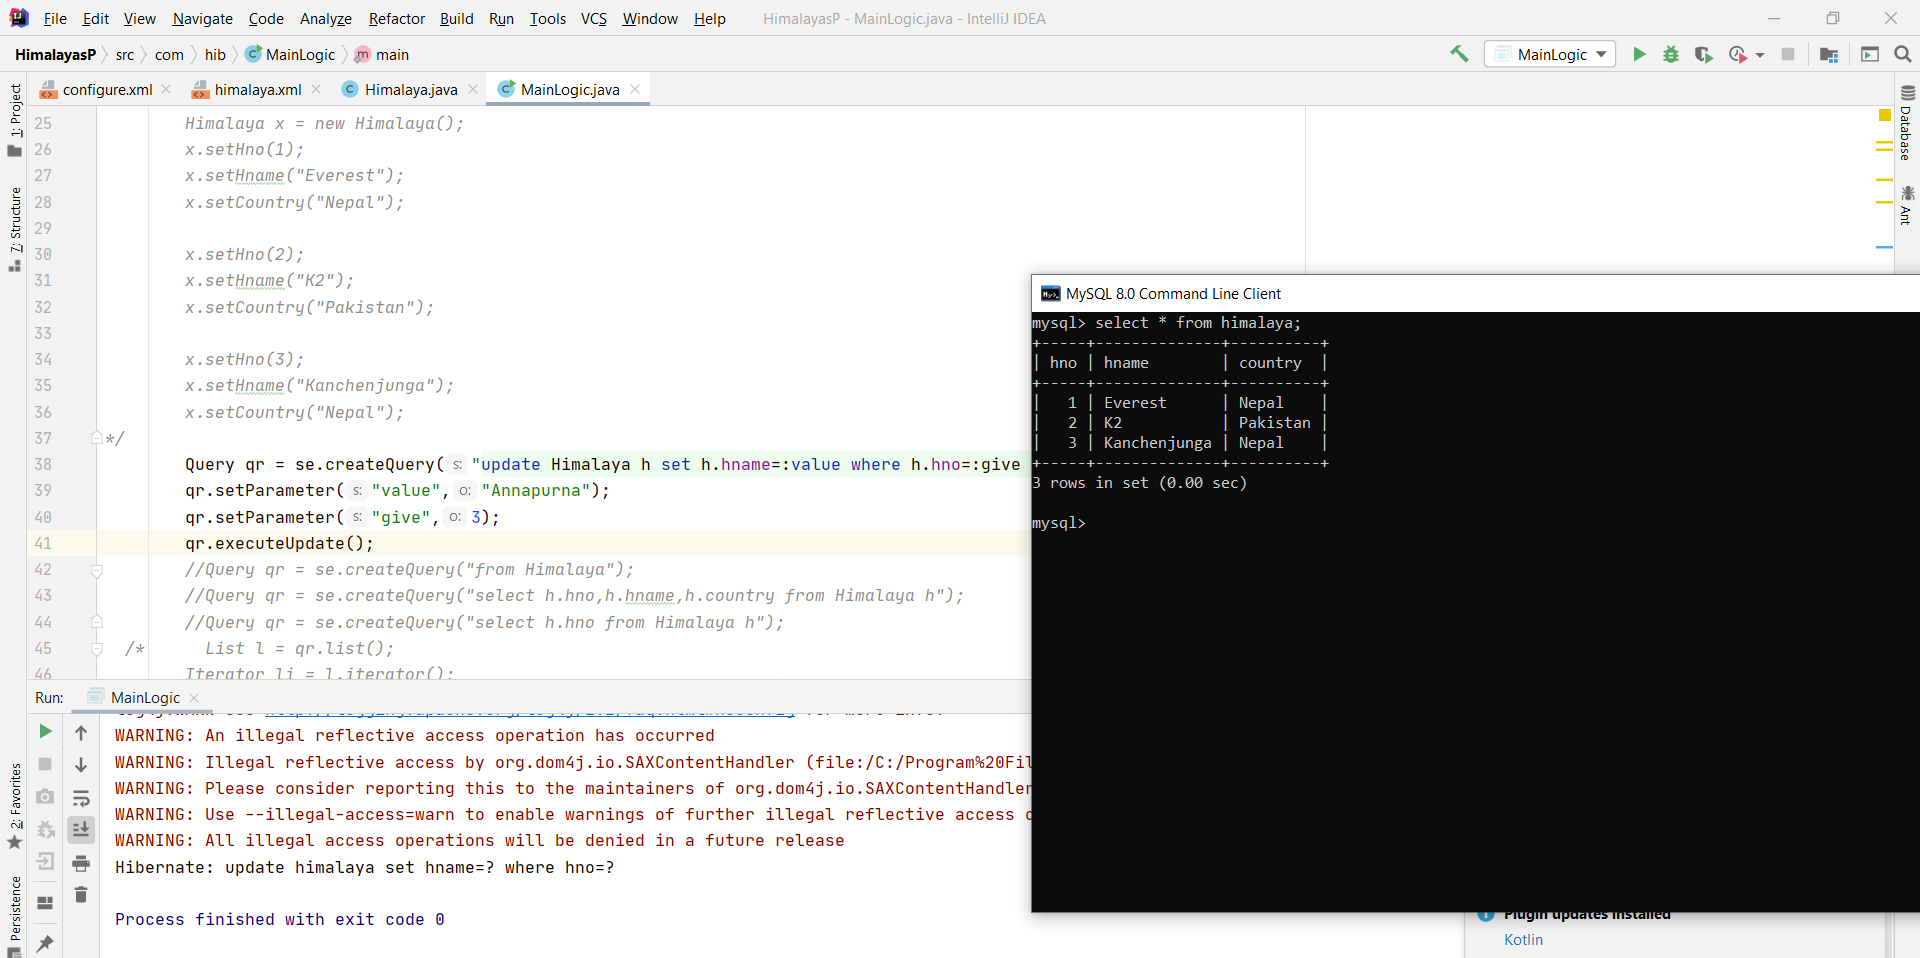 File Edit View Navigate Code Analyze Refactor Build Run Tools VCS Window Help HimalayasP - MainLogic.java - IntelliJ IDEA
HimalayasP src com hib MainLogic main MainLogic
configure.xml himalaya.xml Himalaya.java MainLogic.java
1: Project
7: Structure
2: Favorites
Persistence
Database
Ant
25 Himalaya x = new Himalaya();
26 x.setHno(1);
27 x.setHname("Everest");
28 x.setCountry("Nepal");
29
30 x.setHno(2);
31 x.setHname("K2");
32 x.setCountry("Pakistan");
33
34 x.setHno(3);
35 x.setHname("Kanchenjunga");
36 x.setCountry("Nepal");
37 */
38 Query qr = se.createQuery( s: "update Himalaya h set h.hname=:value where h.hno=:give
39 qr.setParameter( s: "value", o: "Annapurna");
40 qr.setParameter( s: "give", o: 3);
41 qr.executeUpdate();
42 //Query qr = se.createQuery("from Himalaya");
43 //Query qr = se.createQuery("select h.hno,h.hname,h.country from Himalaya h");
44 //Query qr = se.createQuery("select h.hno from Himalaya h");
45 /* List l = qr.list();
46 Iterator li = l.iterator();
MySQL 8.0 Command Line Client
mysql> select * from himalaya;
+-----+--------------+----------+
| hno | hname | country |
+-----+--------------+----------+
| 1 | Everest | Nepal |
| 2 | K2 | Pakistan |
| 3 | Kanchenjunga | Nepal |
+-----+--------------+----------+
3 rows in set (0.00 sec)
mysql>
Run: MainLogic
WARNING: An illegal reflective access operation has occurred
WARNING: Illegal reflective access by org.dom4j.io.SAXContentHandler (file:/C:/Program%20Fil
WARNING: Please consider reporting this to the maintainers of org.dom4j.io.SAXContentHandler
WARNING: Use --illegal-access=warn to enable warnings of further illegal reflective access o
WARNING: All illegal access operations will be denied in a future release
Hibernate: update himalaya set hname=? where hno=?
Process finished with exit code 0
Plugin updates installed
Kotlin